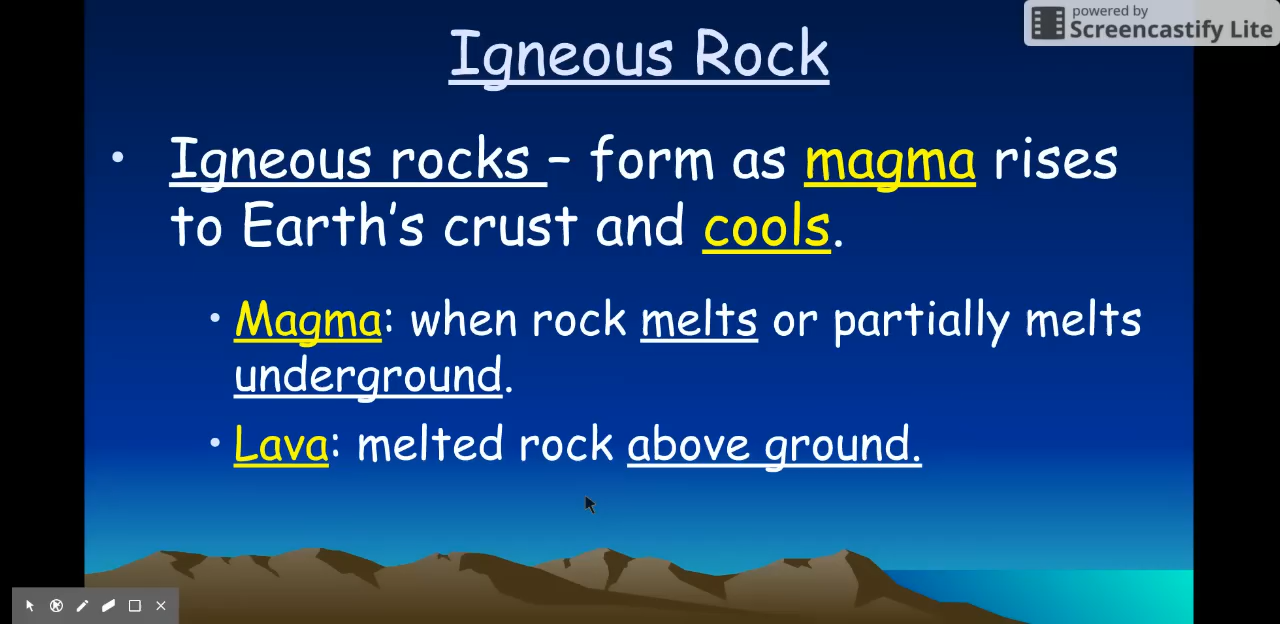 powered by
Screencastify Lite
Igneous Rock
• Igneous rocks – form as magma rises
to Earth’s crust and cools.
• Magma: when rock melts or partially melts
underground.
• Lava: melted rock above ground.